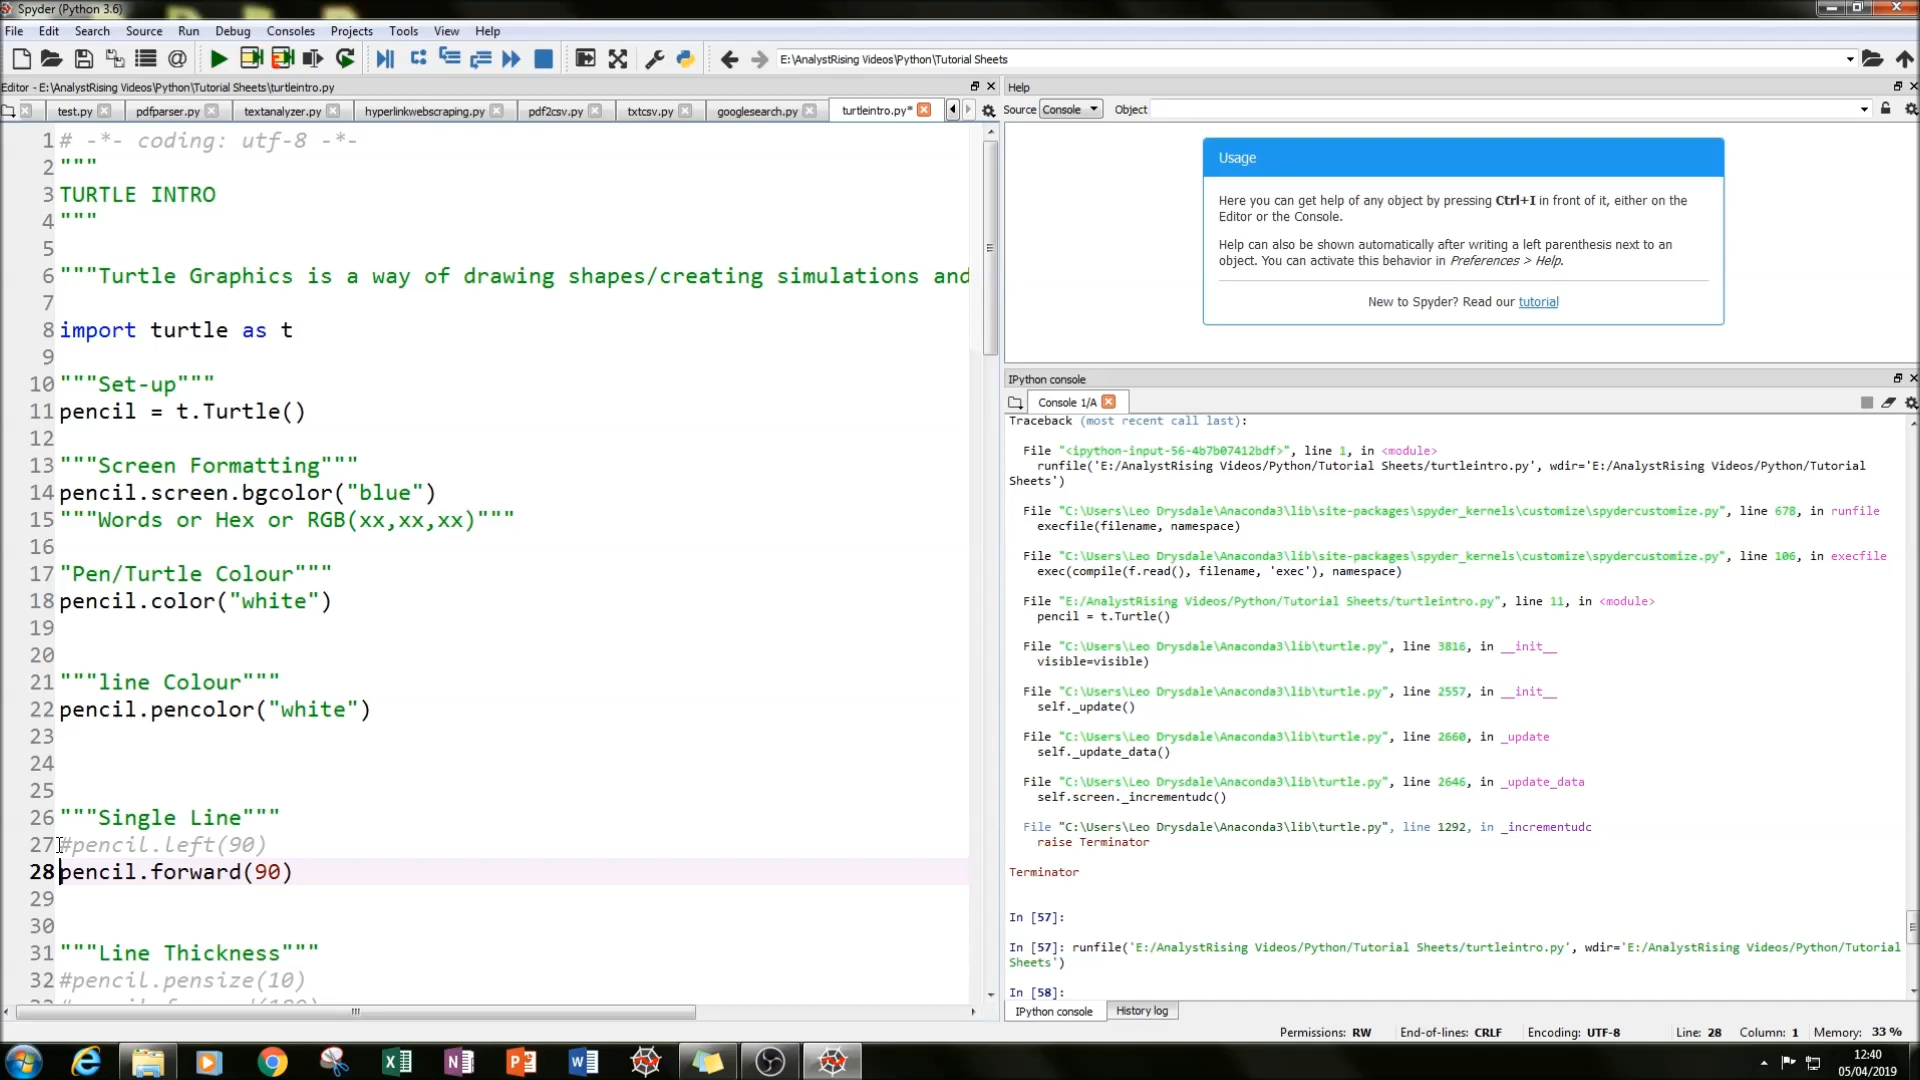 Spyder (Python 3.6)
File Edit Search Source Run Debug Consoles Projects Tools View Help
E:\AnalystRising Videos\Python\Tutorial Sheets
Editor - E:\AnalystRising Videos\Python\Tutorial Sheets\turtleintro.py
test.py pdfparser.py textanalyzer.py hyperlinkwebscraping.py pdf2csv.py txtcsv.py googlesearch.py turtleintro.py*
1 # -*- coding: utf-8 -*-
2 """
3 TURTLE INTRO
4 """
5
6 """Turtle Graphics is a way of drawing shapes/creating simulations and
7
8 import turtle as t
9
10 """Set-up"""
11 pencil = t.Turtle()
12
13 """Screen Formatting"""
14 pencil.screen.bgcolor("blue")
15 """Words or Hex or RGB(xx,xx,xx)"""
16
17 "Pen/Turtle Colour"""
18 pencil.color("white")
19
20
21 """line Colour"""
22 pencil.pencolor("white")
23
24
25
26 """Single Line"""
27 #pencil.left(90)
28 pencil.forward(90)
29
30
31 """Line Thickness"""
32 #pencil.pensize(10)
Help
Source Console Object
Usage
Here you can get help of any object by pressing Ctrl+I in front of it, either on the
Editor or the Console.
Help can also be shown automatically after writing a left parenthesis next to an
object. You can activate this behavior in Preferences > Help.
New to Spyder? Read our tutorial
IPython console
Console 1/A
Traceback (most recent call last):
File "<ipython-input-56-4b7b07412bdf>", line 1, in <module>
runfile('E:/AnalystRising Videos/Python/Tutorial Sheets/turtleintro.py', wdir='E:/AnalystRising Videos/Python/Tutorial
Sheets')
File "C:\Users\Leo Drysdale\Anaconda3\lib\site-packages\spyder_kernels\customize\spydercustomize.py", line 678, in runfile
execfile(filename, namespace)
File "C:\Users\Leo Drysdale\Anaconda3\lib\site-packages\spyder_kernels\customize\spydercustomize.py", line 106, in execfile
exec(compile(f.read(), filename, 'exec'), namespace)
File "E:/AnalystRising Videos/Python/Tutorial Sheets/turtleintro.py", line 11, in <module>
pencil = t.Turtle()
File "C:\Users\Leo Drysdale\Anaconda3\lib\turtle.py", line 3816, in __init__
visible=visible)
File "C:\Users\Leo Drysdale\Anaconda3\lib\turtle.py", line 2557, in __init__
self._update()
File "C:\Users\Leo Drysdale\Anaconda3\lib\turtle.py", line 2660, in _update
self._update_data()
File "C:\Users\Leo Drysdale\Anaconda3\lib\turtle.py", line 2646, in _update_data
self.screen._incrementudc()
File "C:\Users\Leo Drysdale\Anaconda3\lib\turtle.py", line 1292, in _incrementudc
raise Terminator
Terminator
In [57]:
In [57]: runfile('E:/AnalystRising Videos/Python/Tutorial Sheets/turtleintro.py', wdir='E:/AnalystRising Videos/Python/Tutorial
Sheets')
In [58]:
IPython console History log
Permissions: RW End-of-lines: CRLF Encoding: UTF-8 Line: 28 Column: 1 Memory: 33 %
12:40
05/04/2019